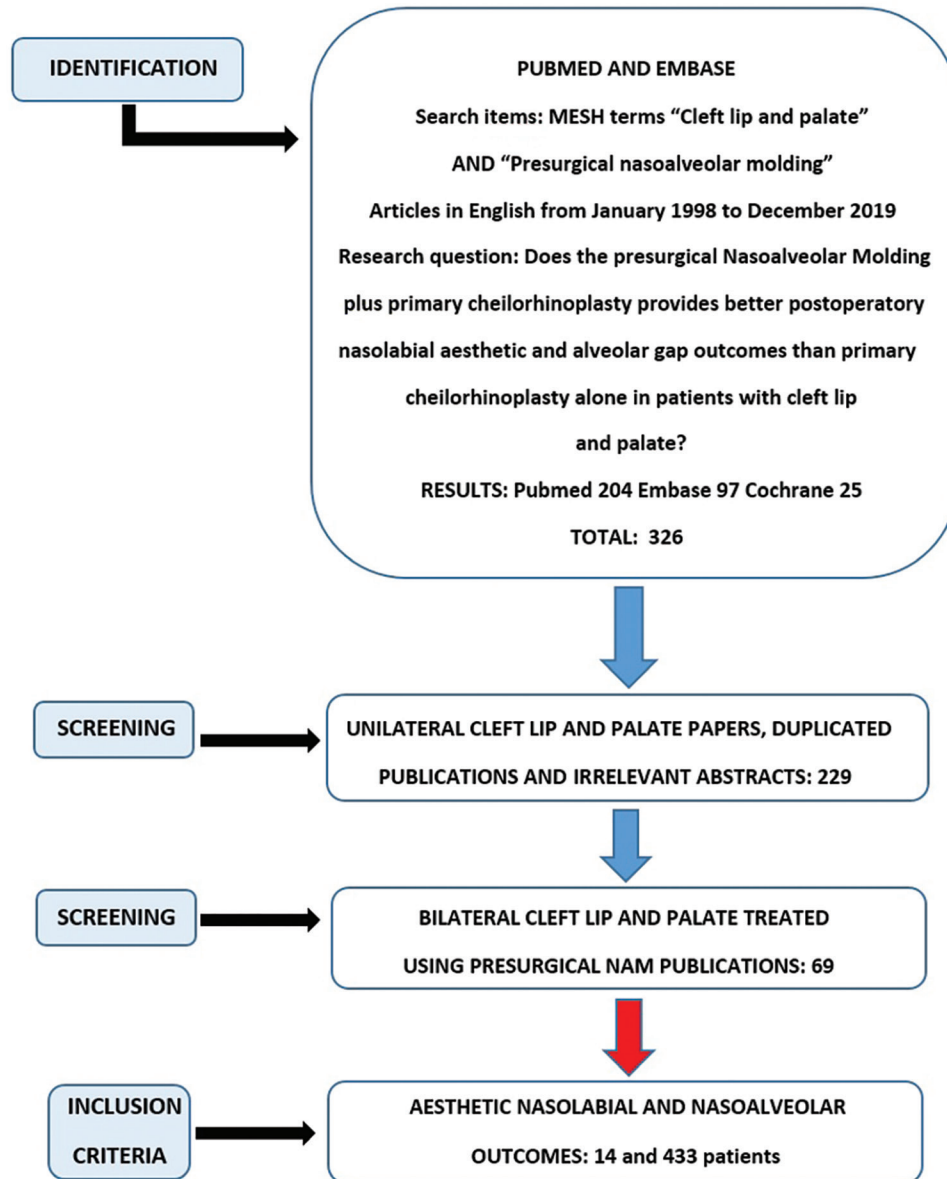 IDENTIFICATION
PUBMED AND EMBASE
Search items: MESH terms “Cleft lip and palate”
AND “Presurgical nasoalveolar molding”
Articles in English from January 1998 to December 2019
Research question: Does the presurgical Nasoalveolar Molding
plus primary cheilorhinoplasty provides better postoperatory
nasolabial aesthetic and alveolar gap outcomes than primary
cheilorhinoplasty alone in patients with cleft lip
and palate?
RESULTS: Pubmed 204 Embase 97 Cochrane 25
TOTAL: 326
SCREENING
UNILATERAL CLEFT LIP AND PALATE PAPERS, DUPLICATED
PUBLICATIONS AND IRRELEVANT ABSTRACTS: 229
SCREENING
BILATERAL CLEFT LIP AND PALATE TREATED
USING PRESURGICAL NAM PUBLICATIONS: 69
INCLUSION
CRITERIA
AESTHETIC NASOLABIAL AND NASOALVEOLAR
OUTCOMES: 14 and 433 patients